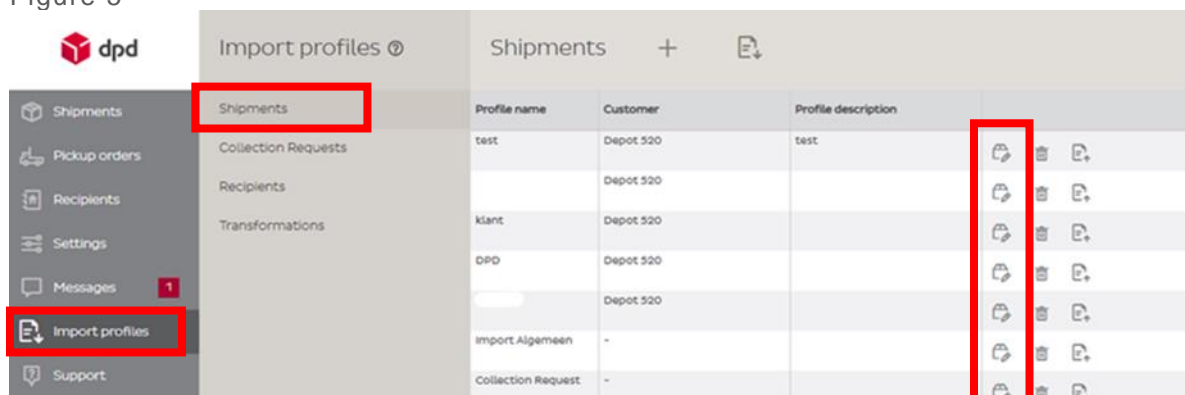 dpd
Import profiles
Shipments
Shipments
Pickup orders
Recipients
Settings
Messages 1
Import profiles
Support
Shipments
Collection Requests
Recipients
Transformations
Profile name Customer Profile description
test Depot 520 test
Depot 520
klant Depot 520
DPD Depot 520
Depot 520
Import Algemeen -
Collection Request -